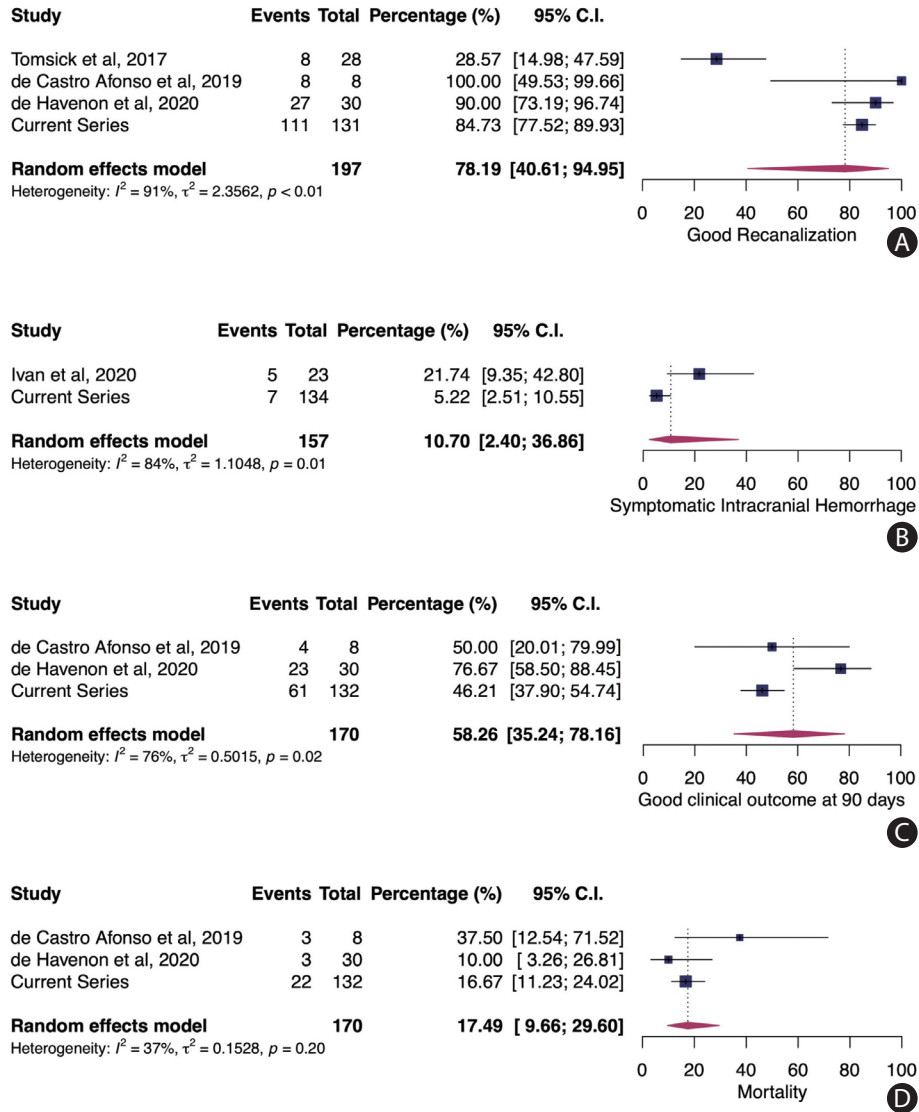 Study Events Total Percentage (%) 95% C.I.
Tomsick et al, 2017 8 28 28.57 [14.98; 47.59]
de Castro Afonso et al, 2019 8 8 100.00 [49.53; 99.66]
de Havenon et al, 2020 27 30 90.00 [73.19; 96.74]
Current Series 111 131 84.73 [77.52; 89.93]
Random effects model 197 78.19 [40.61; 94.95]
Heterogeneity: I² = 91%, τ² = 2.3562, p < 0.01
0 20 40 60 80 100
Good Recanalization
A
Study Events Total Percentage (%) 95% C.I.
Ivan et al, 2020 5 23 21.74 [9.35; 42.80]
Current Series 7 134 5.22 [2.51; 10.55]
Random effects model 157 10.70 [2.40; 36.86]
Heterogeneity: I² = 84%, τ² = 1.1048, p = 0.01
0 20 40 60 80 100
Symptomatic Intracranial Hemorrhage
B
Study Events Total Percentage (%) 95% C.I.
de Castro Afonso et al, 2019 4 8 50.00 [20.01; 79.99]
de Havenon et al, 2020 23 30 76.67 [58.50; 88.45]
Current Series 61 132 46.21 [37.90; 54.74]
Random effects model 170 58.26 [35.24; 78.16]
Heterogeneity: I² = 76%, τ² = 0.5015, p = 0.02
0 20 40 60 80 100
Good clinical outcome at 90 days
C
Study Events Total Percentage (%) 95% C.I.
de Castro Afonso et al, 2019 3 8 37.50 [12.54; 71.52]
de Havenon et al, 2020 3 30 10.00 [ 3.26; 26.81]
Current Series 22 132 16.67 [11.23; 24.02]
Random effects model 170 17.49 [ 9.66; 29.60]
Heterogeneity: I² = 37%, τ² = 0.1528, p = 0.20
0 20 40 60 80 100
Mortality
D